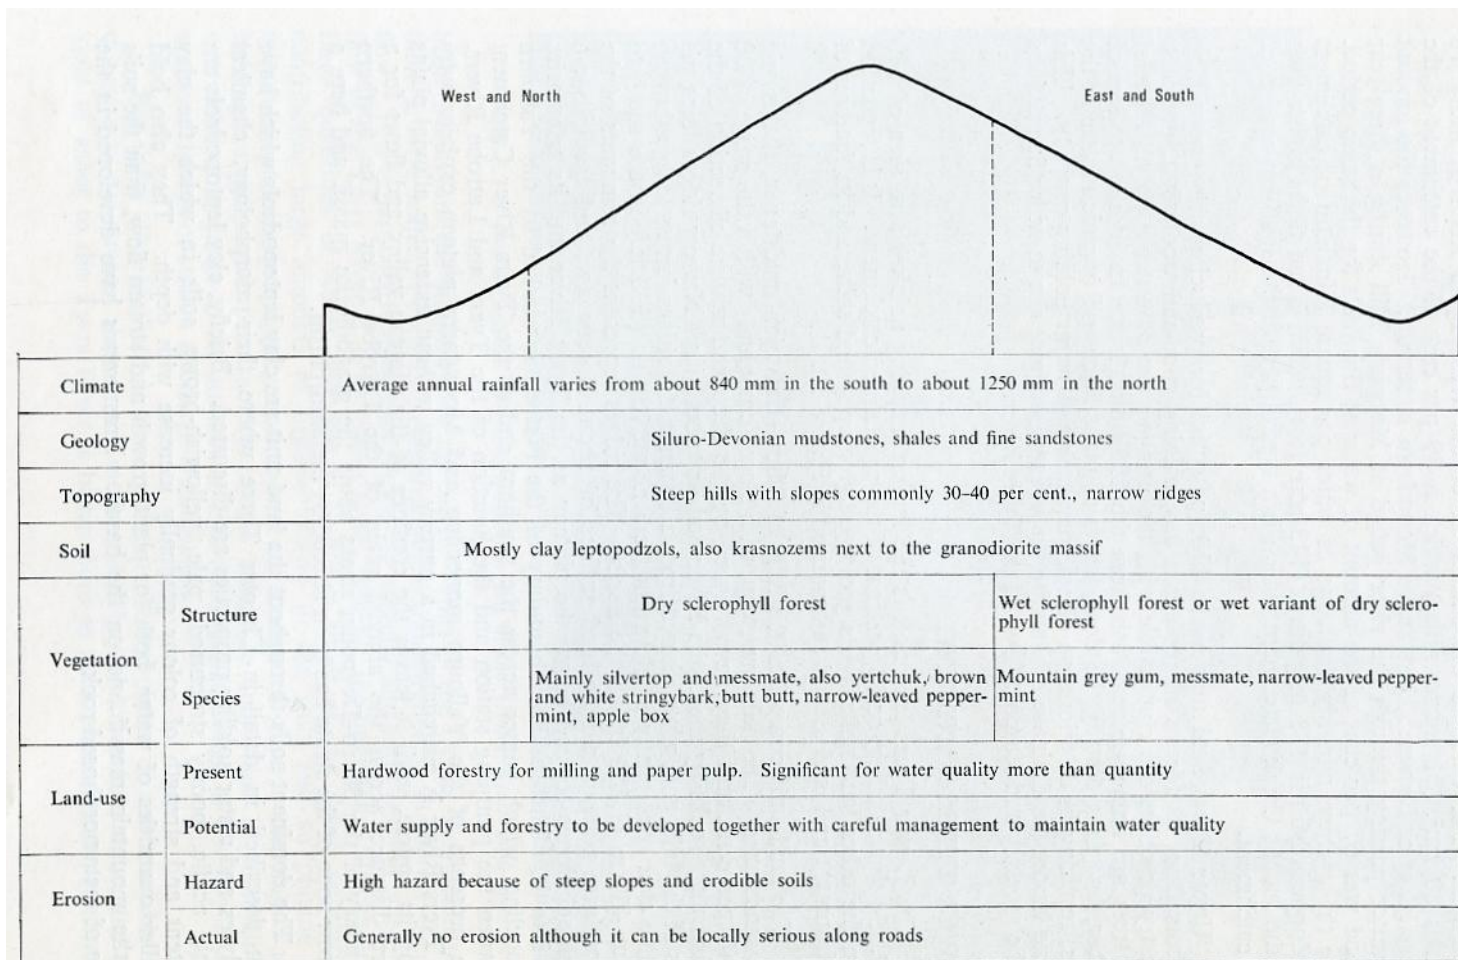 West and North
East and South
Climate
Average annual rainfall varies from about 840 mm in the south to about 1250 mm in the north
Geology
Siluro-Devonian mudstones, shales and fine sandstones
Topography
Steep hills with slopes commonly 30–40 per cent., narrow ridges
Soil
Mostly clay leptopodzols, also krasnozems next to the granodiorite massif
Vegetation
Structure
Dry sclerophyll forest
Wet sclerophyll forest or wet variant of dry sclero-
phyll forest
Species
Mainly silvertop and messmate, also yertchuk, brown
and white stringybark, butt butt, narrow-leaved pepper-
mint, apple box
Mountain grey gum, messmate, narrow-leaved pepper-
mint
Land-use
Present
Hardwood forestry for milling and paper pulp. Significant for water quality more than quantity
Potential
Water supply and forestry to be developed together with careful management to maintain water quality
Erosion
Hazard
High hazard because of steep slopes and erodible soils
Actual
Generally no erosion although it can be locally serious along roads